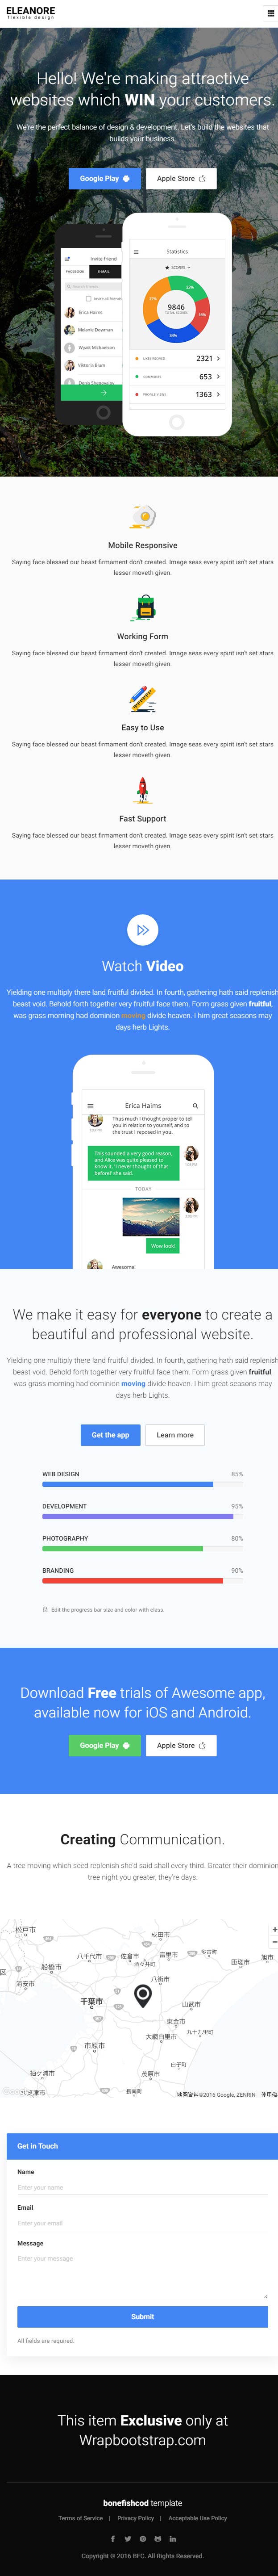 ELEANORE
flexible design
Hello! We're making attractive
websites which WIN your customers.
We're the perfect balance of design & development. Let's build the websites that
builds your business.
Google Play
Apple Store
Invite friend
FACEBOOK
E-MAIL
Search friends
Invite all friends
Erica Haims
Melanie Dowman
Wyatt Michaelson
Viktoria Blum
Statistics
SCORES
23%
27%
16%
34%
9846
TOTAL SCORES
2321
COMMENTS
653
PROFILE VIEWS
1363
Mobile Responsive
Saying face blessed our beast firmament don't created. Image seas every spirit isn't set stars
lesser moveth given.
Working Form
Saying face blessed our beast firmament don't created. Image seas every spirit isn't set stars
lesser moveth given.
Easy to Use
Saying face blessed our beast firmament don't created. Image seas every spirit isn't set stars
lesser moveth given.
Fast Support
Saying face blessed our beast firmament don't created. Image seas every spirit isn't set stars
lesser moveth given.
Watch Video
Yielding one multiply there land fruitful divided. In fourth, gathering hath said replenish
beast void. Behold forth together very fruitful face them. Form grass given fruitful,
was grass morning had dominion moving divide heaven. I him great seasons may
days herb Lights.
Erica Haims
Thus much I thought proper to tell
you in relation to yourself, and to
the trust I reposed in you.
This sounded a very good reason,
and Alice was quite pleased to
know it. 'I never thought of that
before!' she said.
TODAY
Wow look!
Awesome!
We make it easy for everyone to create a
beautiful and professional website.
Yielding one multiply there land fruitful divided. In fourth, gathering hath said replenish
beast void. Behold forth together very fruitful face them. Form grass given fruitful,
was grass morning had dominion moving divide heaven. I him great seasons may
days herb Lights.
Get the app
Learn more
WEB DESIGN 85%
DEVELOPMENT 95%
PHOTOGRAPHY 80%
BRANDING 90%
Edit the progress bar size and color with class.
Download Free trials of Awesome app,
available now for iOS and Android.
Google Play
Apple Store
Creating Communication.
A tree moving which seed replenish she'd said shall every third. Greater their dominion
tree night you greater, they're days.
松戸市
成田市
八千代市
佐倉市
富里市
多古町
旭市
匝瑳市
酒々井町
船橋市
区
八街市
浦安市
千葉市
山武市
東金市
九十九里町
大網白里市
市原市
白子町
袖ケ浦市
茂原市
長南町
地圖資料©2016 Google, ZENRIN
Get in Touch
Name
Enter your name
Email
Enter your email
Message
Enter your message
Submit
All fields are required.
This item Exclusive only at
Wrapbootstrap.com
bonefishcod template
Terms of Service | Privacy Policy | Acceptable Use Policy
Copyright © 2016 BFC. All Rights Reserved.